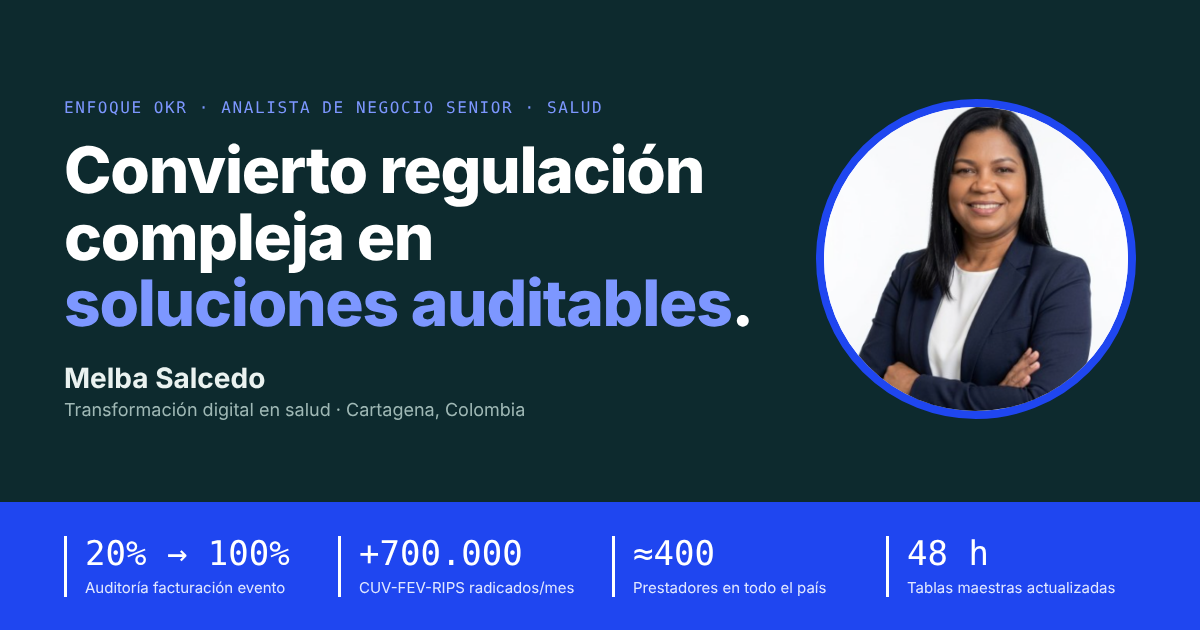 ENFOQUE OKR · ANALISTA DE NEGOCIO SENIOR · SALUD
Convierto regulación
compleja en
soluciones auditables.
Melba Salcedo
Transformación digital en salud · Cartagena, Colombia
20% → 100%
Auditoría facturación evento
+700.000
CUV-FEV-RIPS radicados/mes
≈400
Prestadores en todo el país
48 h
Tablas maestras actualizadas